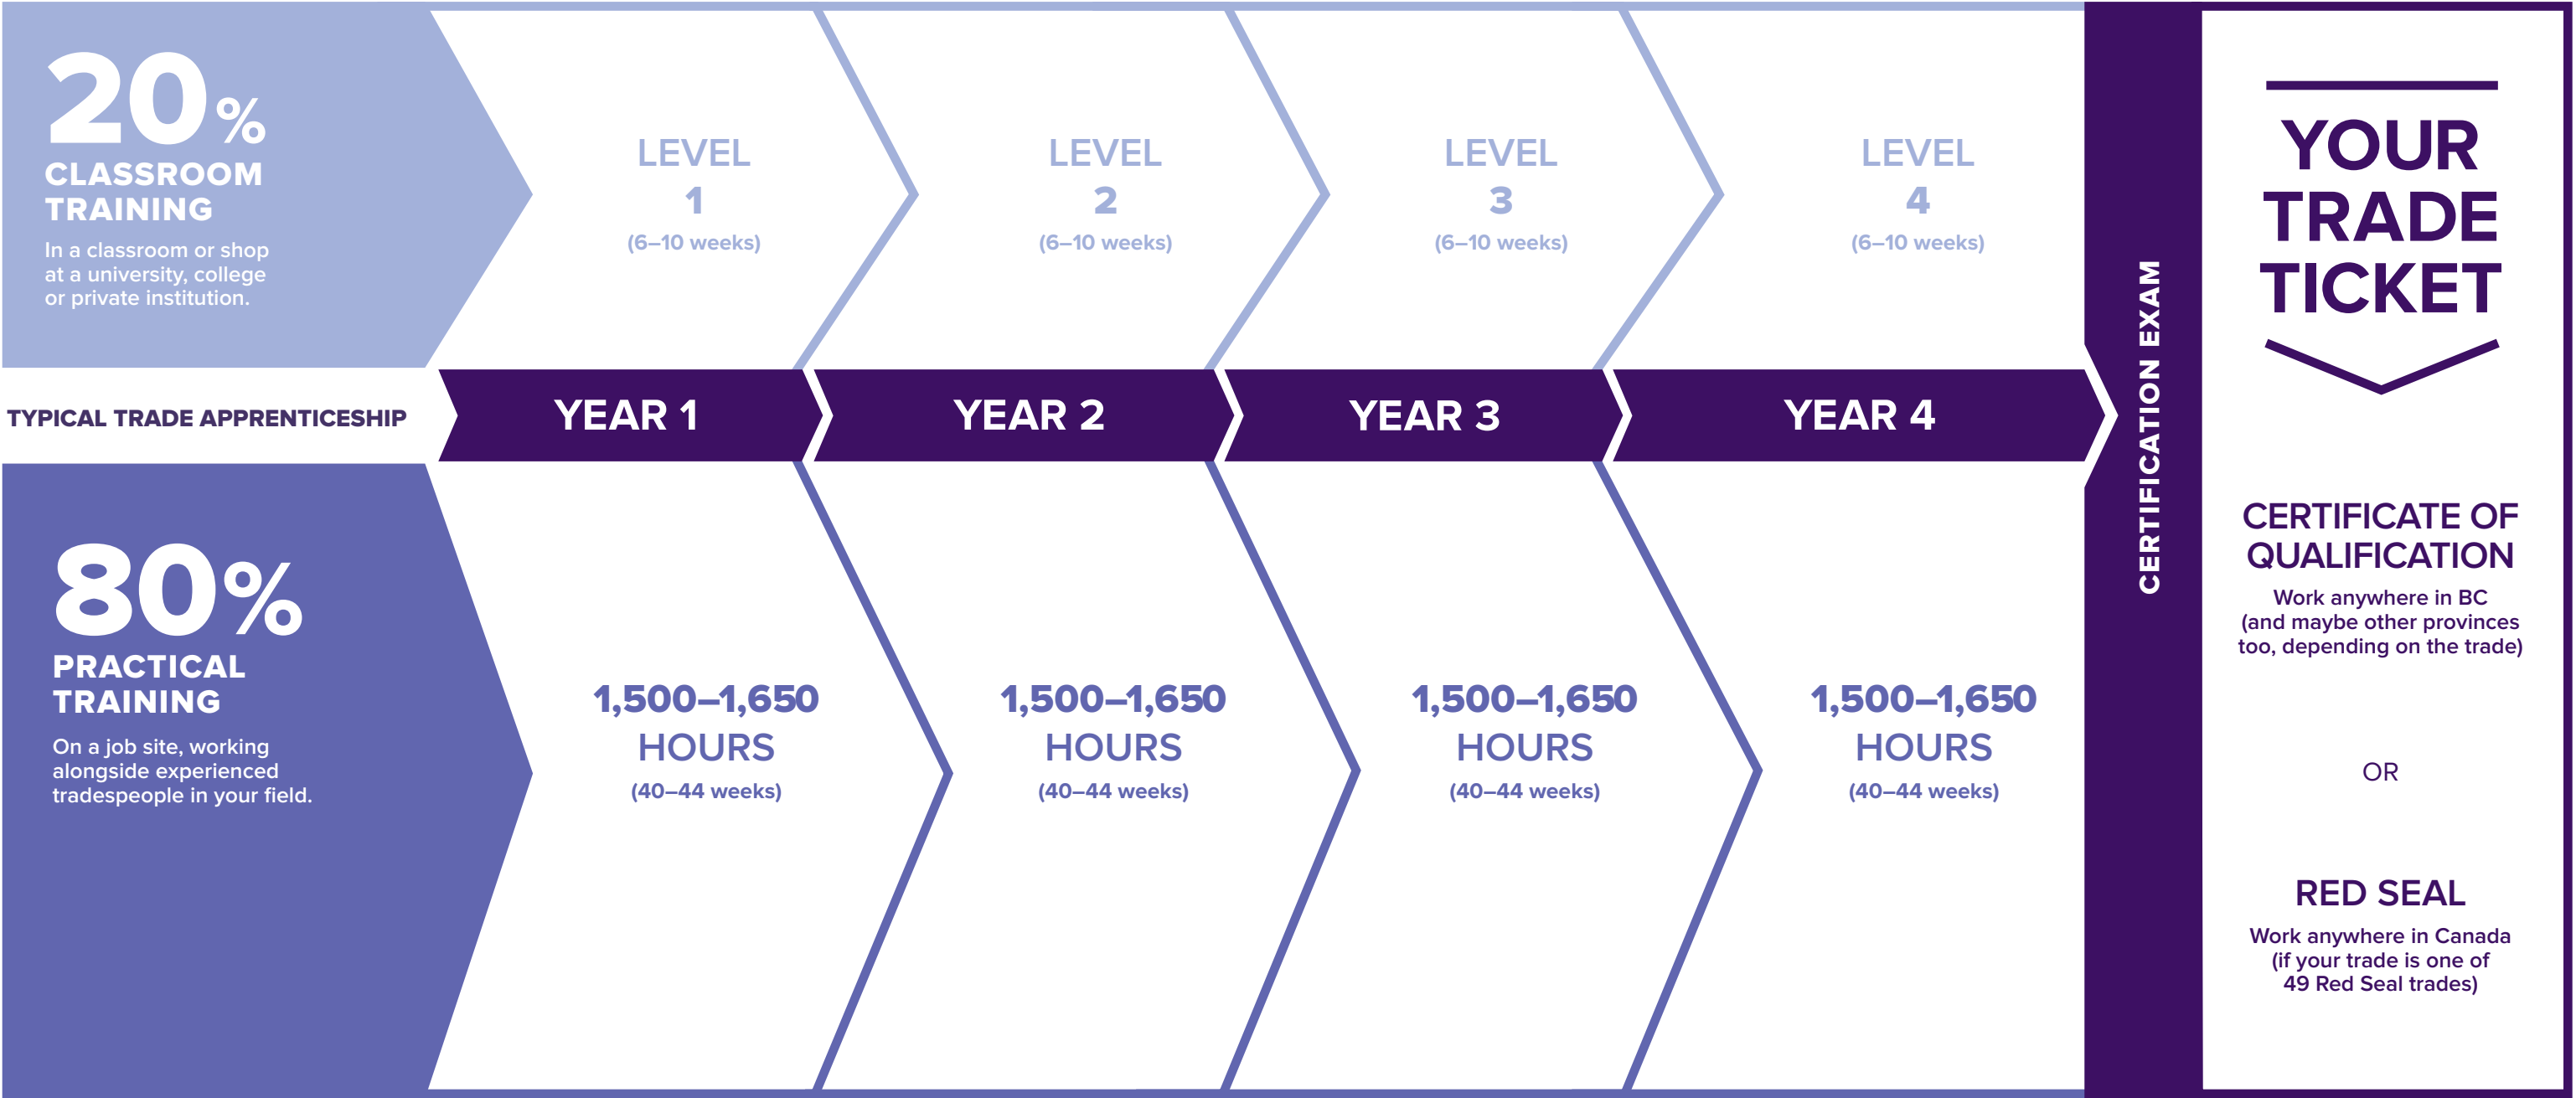 20%
CLASSROOM
TRAINING
In a classroom or shop
at a university, college
or private institution.
LEVEL
1
(6–10 weeks)
LEVEL
2
(6–10 weeks)
LEVEL
3
(6–10 weeks)
LEVEL
4
(6–10 weeks)
TYPICAL TRADE APPRENTICESHIP
YEAR 1
YEAR 2
YEAR 3
YEAR 4
80%
PRACTICAL
TRAINING
On a job site, working
alongside experienced
tradespeople in your field.
1,500–1,650
HOURS
(40–44 weeks)
1,500–1,650
HOURS
(40–44 weeks)
1,500–1,650
HOURS
(40–44 weeks)
1,500–1,650
HOURS
(40–44 weeks)
CERTIFICATION EXAM
YOUR
TRADE
TICKET
CERTIFICATE OF
QUALIFICATION
Work anywhere in BC
(and maybe other provinces
too, depending on the trade)
OR
RED SEAL
Work anywhere in Canada
(if your trade is one of
49 Red Seal trades)